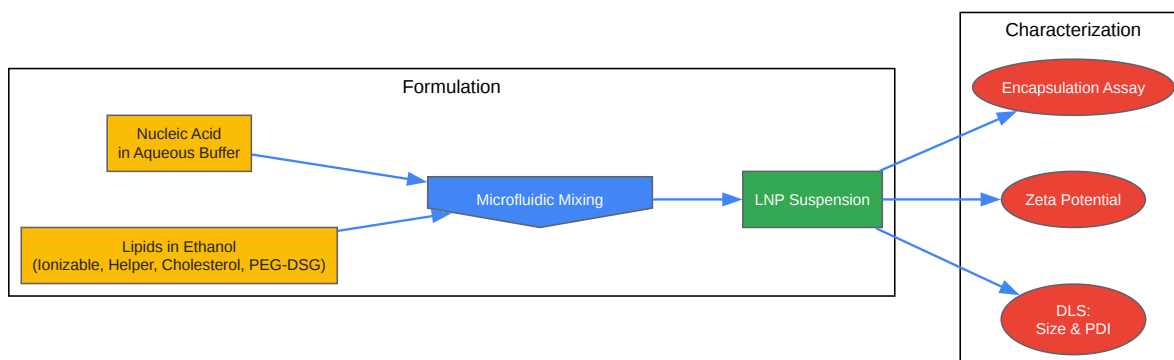 Formulation
Nucleic Acid
in Aqueous Buffer
Lipids in Ethanol
(Ionizable, Helper, Cholesterol, PEG-DSG)
Microfluidic Mixing
LNP Suspension
Characterization
Encapsulation Assay
Zeta Potential
DLS:
Size & PDI